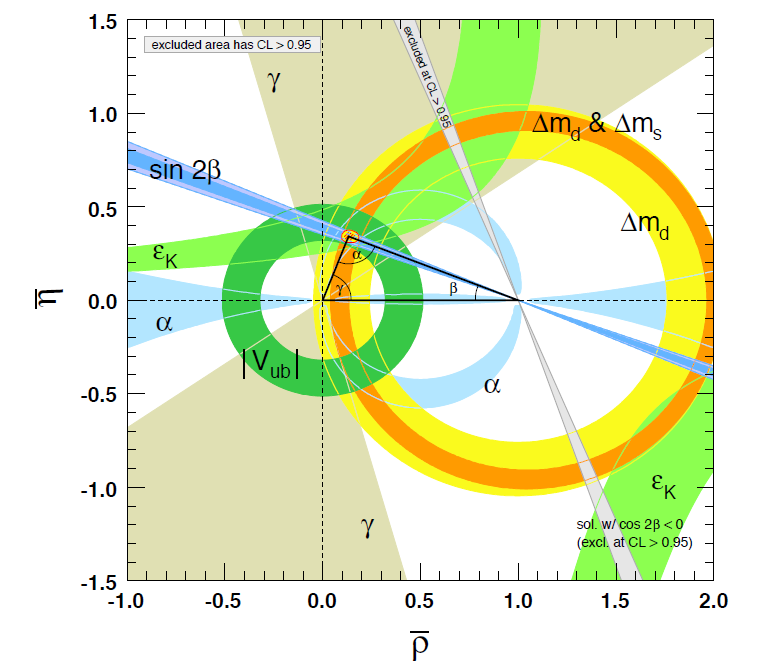 1.5
excluded area has CL > 0.95
excluded at CL > 0.95
γ
1.0
Δm_d & Δm_s
sin 2β
0.5
Δm_d
ε_K
α
γ
β
η̅
0.0
α
|V_ub|
α
-0.5
ε_K
-1.0
γ
sol. w/ cos 2β < 0
(excl. at CL > 0.95)
-1.5
-1.0 -0.5 0.0 0.5 1.0 1.5 2.0
ρ̅